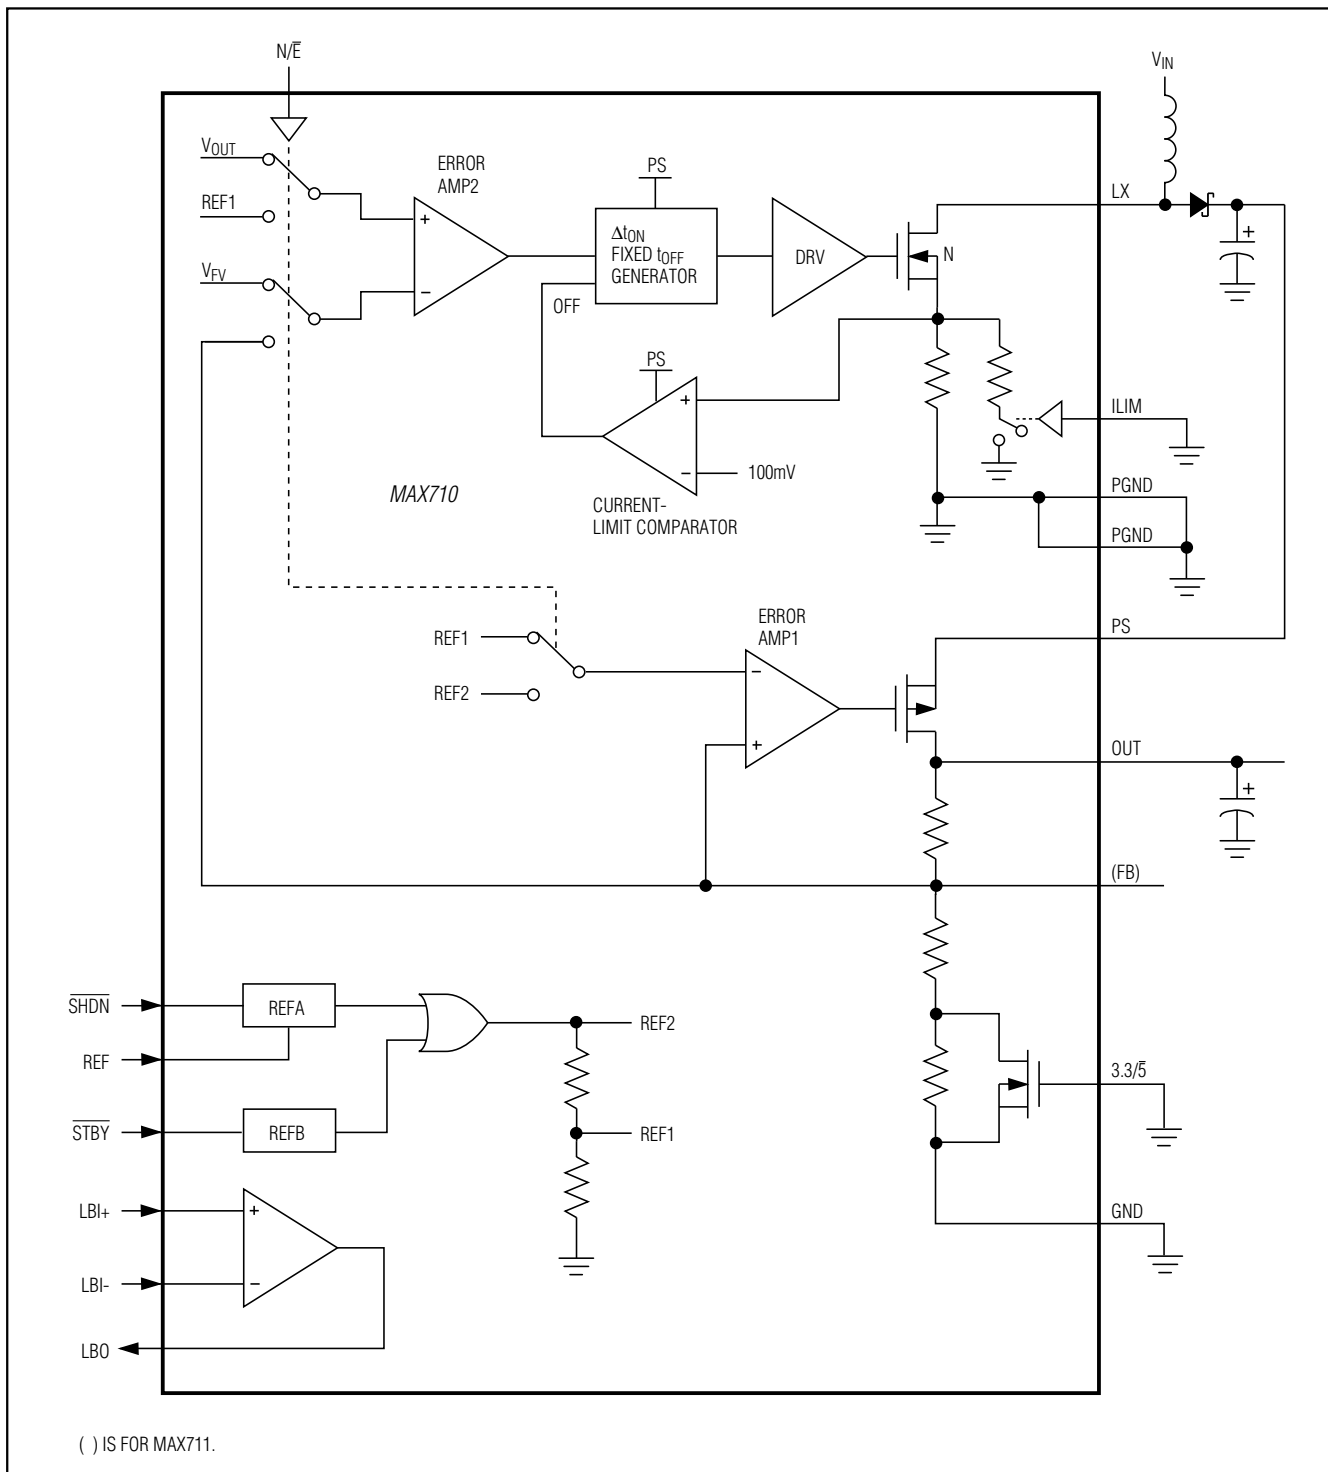 N/E̅
VIN
VOUT
ERROR
AMP2
PS
LX
REF1
+
ΔtON
FIXED tOFF
GENERATOR
DRV
N
+
VFV
−
OFF
PS
+
ILIM
−
100mV
MAX710
CURRENT-
LIMIT COMPARATOR
PGND
PGND
ERROR
AMP1
PS
REF1
−
REF2
+
OUT
+
(FB)
S̅H̅D̅N̅
REFA
REF2
REF
3.3/5̅
S̅T̅B̅Y̅
REFB
REF1
LBI+
+
GND
LBI-
−
LBO
( ) IS FOR MAX711.